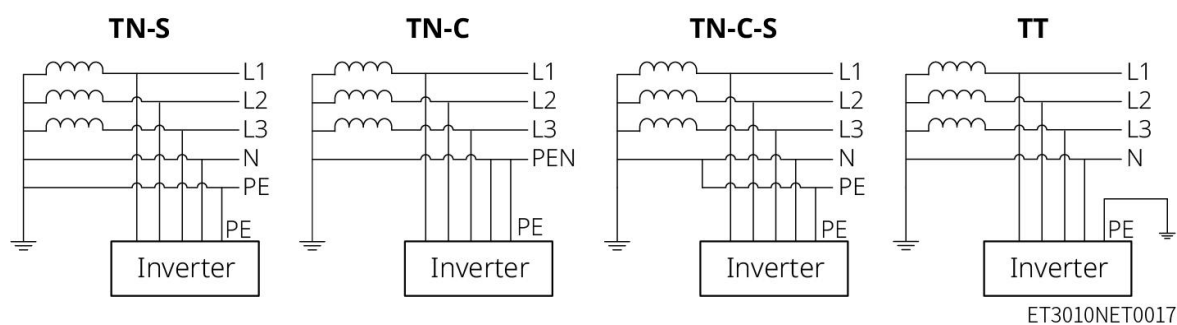 TN-S
TN-C
TN-C-S
TT
L1
L2
L3
N
PE
PE
Inverter
L1
L2
L3
PEN
PE
Inverter
L1
L2
L3
N
PE
PE
Inverter
L1
L2
L3
N
PE
Inverter
ET3010NET0017